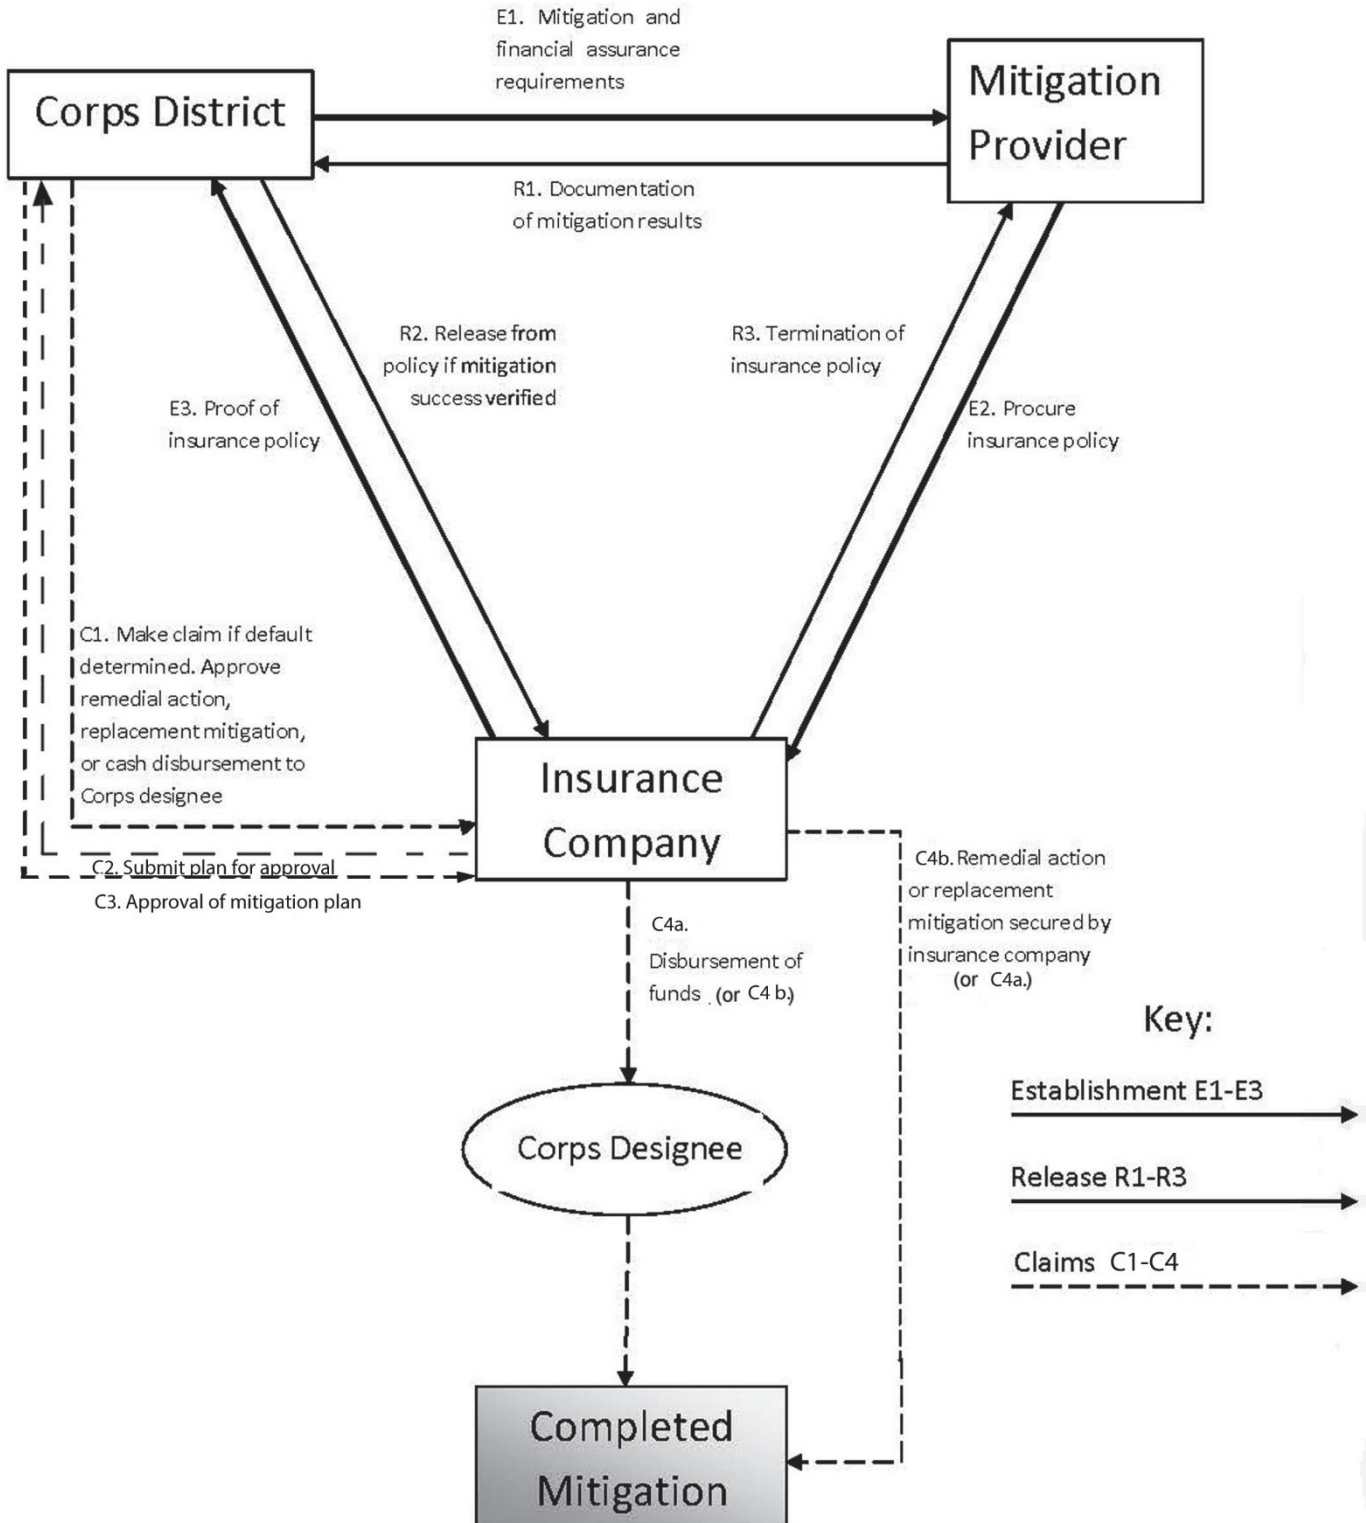 E1. Mitigation and
financial assurance
requirements
Corps District
Mitigation
Provider
R1. Documentation
of mitigation results
R2. Release from
policy if mitigation
success verified
R3. Termination of
insurance policy
E3. Proof of
insurance policy
E2. Procure
insurance policy
C1. Make claim if default
determined. Approve
remedial action,
replacement mitigation,
or cash disbursement to
Corps designee
Insurance
Company
C2. Submit plan for approval
C3. Approval of mitigation plan
C4a.
Disbursement of
funds . (or C4 b.)
C4b. Remedial action
or replacement
mitigation secured by
insurance company
(or C4a.)
Key:
Establishment E1-E3
Release R1-R3
Claims C1-C4
Corps Designee
Completed
Mitigation